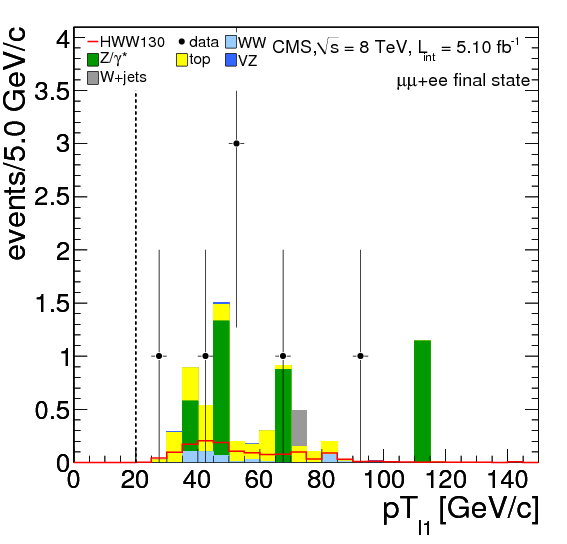 events/5.0 GeV/c
4
3.5
3
2.5
2
1.5
1
0.5
0
HWW130 data WW
Z/γ* top VZ
W+jets
CMS,√s = 8 TeV, L_int = 5.10 fb⁻¹
μμ+ee final state
0 20 40 60 80 100 120 140
pT_l1 [GeV/c]